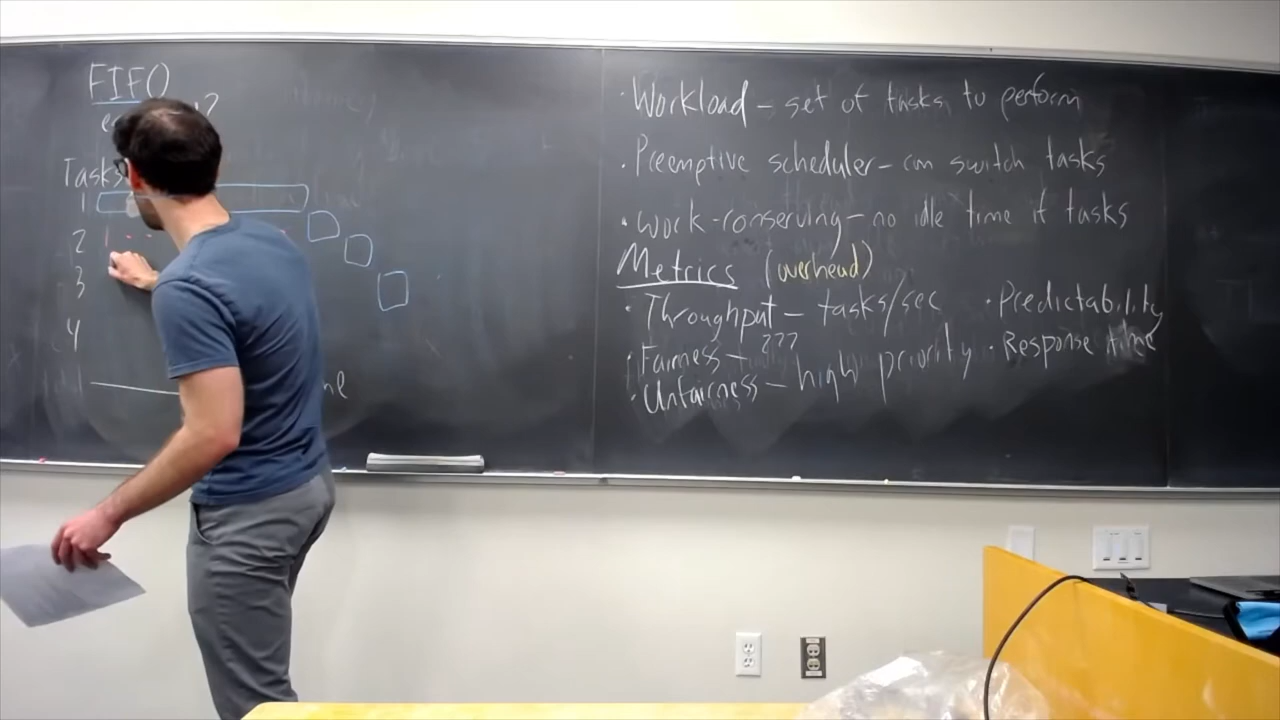 FIFO
Tasks
1
2
3
4
· Workload – set of tasks to perform
· Preemptive scheduler – can switch tasks
· Work-conserving – no idle time if tasks
Metrics (overhead)
· Throughput – tasks/sec
· Fairness – ???
· Unfairness – high priority
· Predictability
· Response time